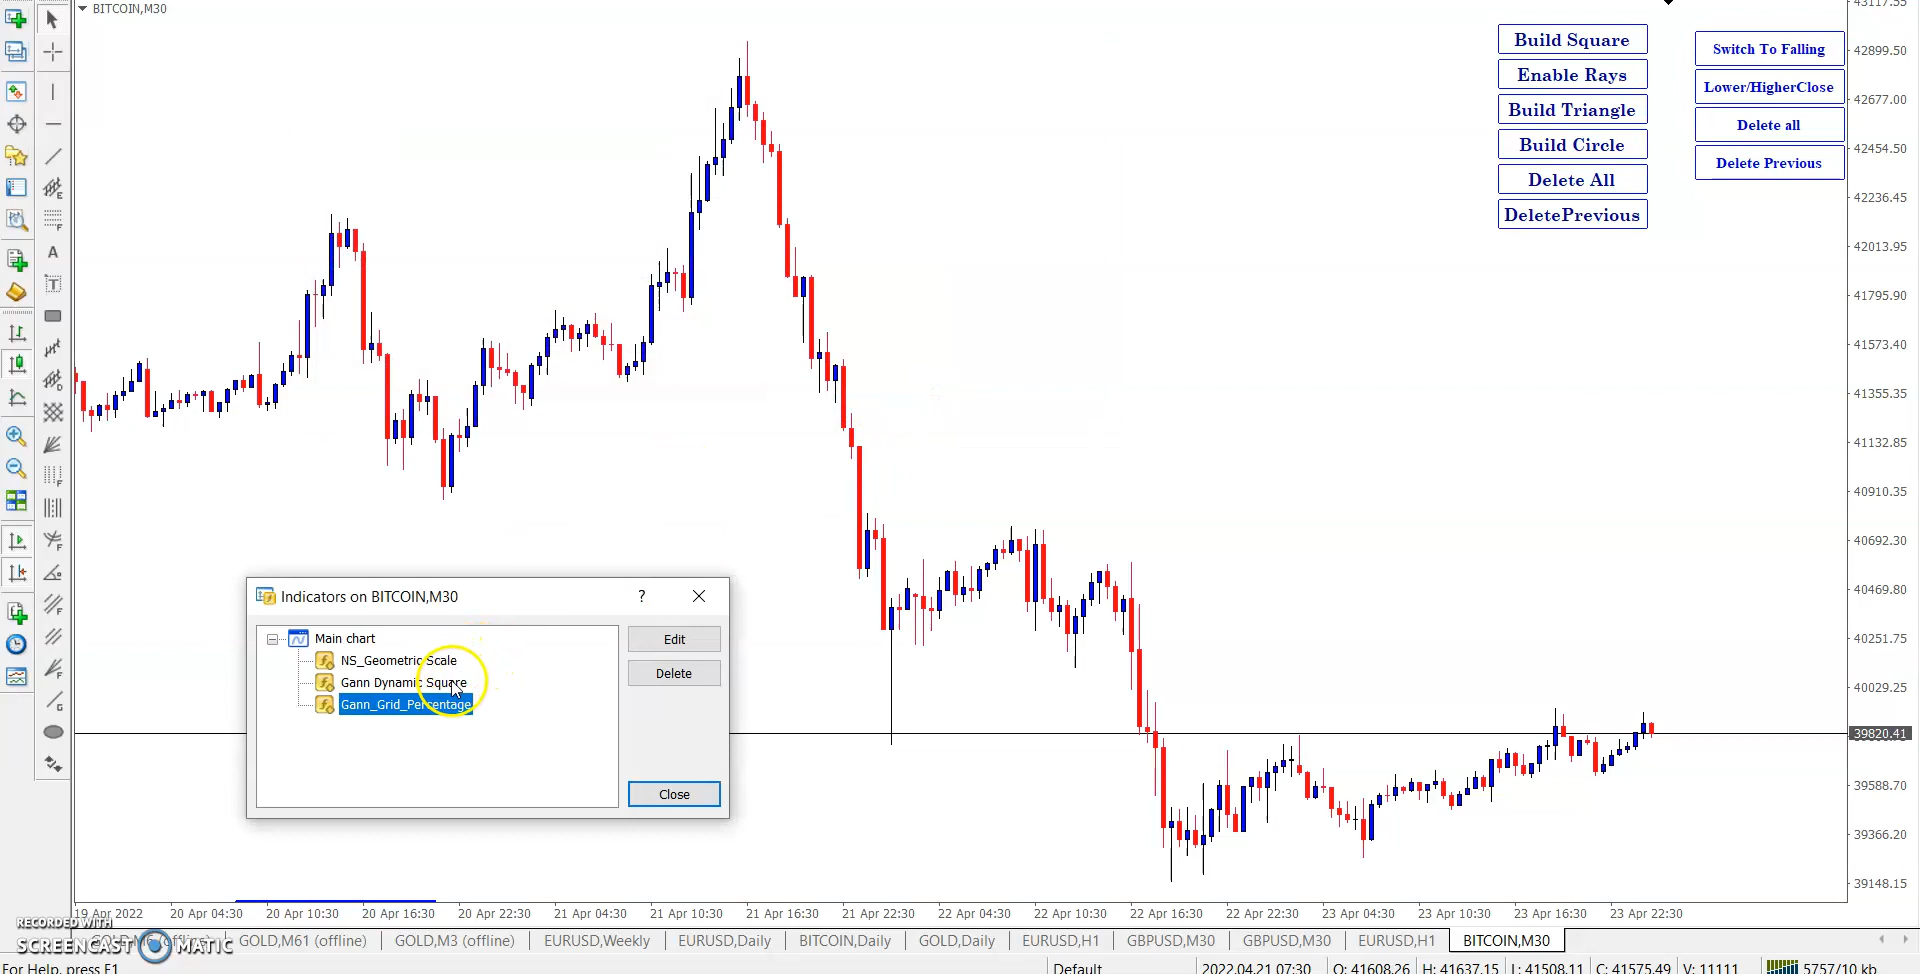 BITCOIN,M30
Build Square
Enable Rays
Build Triangle
Build Circle
Delete All
DeletePrevious
Switch To Falling
Lower/HigherClose
Delete all
Delete Previous
43117.55
42899.50
42677.00
42454.50
42236.45
42013.95
41795.90
41573.40
41355.35
41132.85
40910.35
40692.30
40469.80
40251.75
40029.25
39820.41
39588.70
39366.20
39148.15
Indicators on BITCOIN,M30
?
Main chart
NS_Geometric Scale
Gann Dynamic Square
Gann_Grid_Percentage
Edit
Delete
Close
19 Apr 2022 20 Apr 04:30 20 Apr 10:30 20 Apr 16:30 20 Apr 22:30 21 Apr 04:30 21 Apr 10:30 21 Apr 16:30 21 Apr 22:30 22 Apr 04:30 22 Apr 10:30 22 Apr 16:30 22 Apr 22:30 23 Apr 04:30 23 Apr 10:30 23 Apr 16:30 23 Apr 22:30
RECORDED WITH
SCREENCAST MATIC
GOLD,M61 (offline) GOLD,M3 (offline) EURUSD,Weekly EURUSD,Daily BITCOIN,Daily GOLD,Daily EURUSD,H1 GBPUSD,M30 GBPUSD,M30 EURUSD,H1 BITCOIN,M30
For Help, press F1 Default 2022.04.21 07:30 O: 41608.26 H: 41637.15 L: 41508.11 C: 41575.49 V: 11111 5757/10 kb